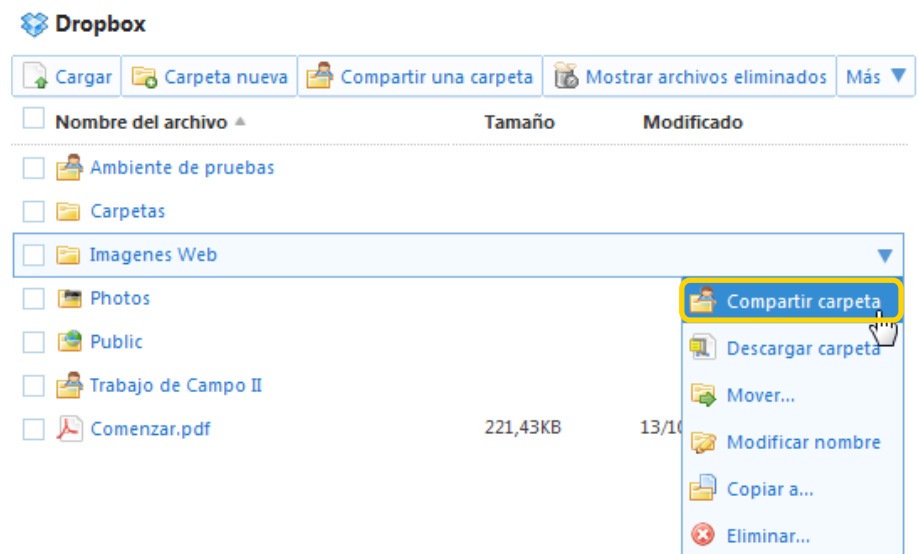 Dropbox
Cargar Carpeta nueva Compartir una carpeta Mostrar archivos eliminados Más
Nombre del archivo Tamaño Modificado
Ambiente de pruebas
Carpetas
Imagenes Web
Photos
Compartir carpeta
Public
Descargar carpeta
Trabajo de Campo II
Mover...
Comenzar.pdf 221,43KB 13/10
Modificar nombre
Copiar a...
Eliminar...